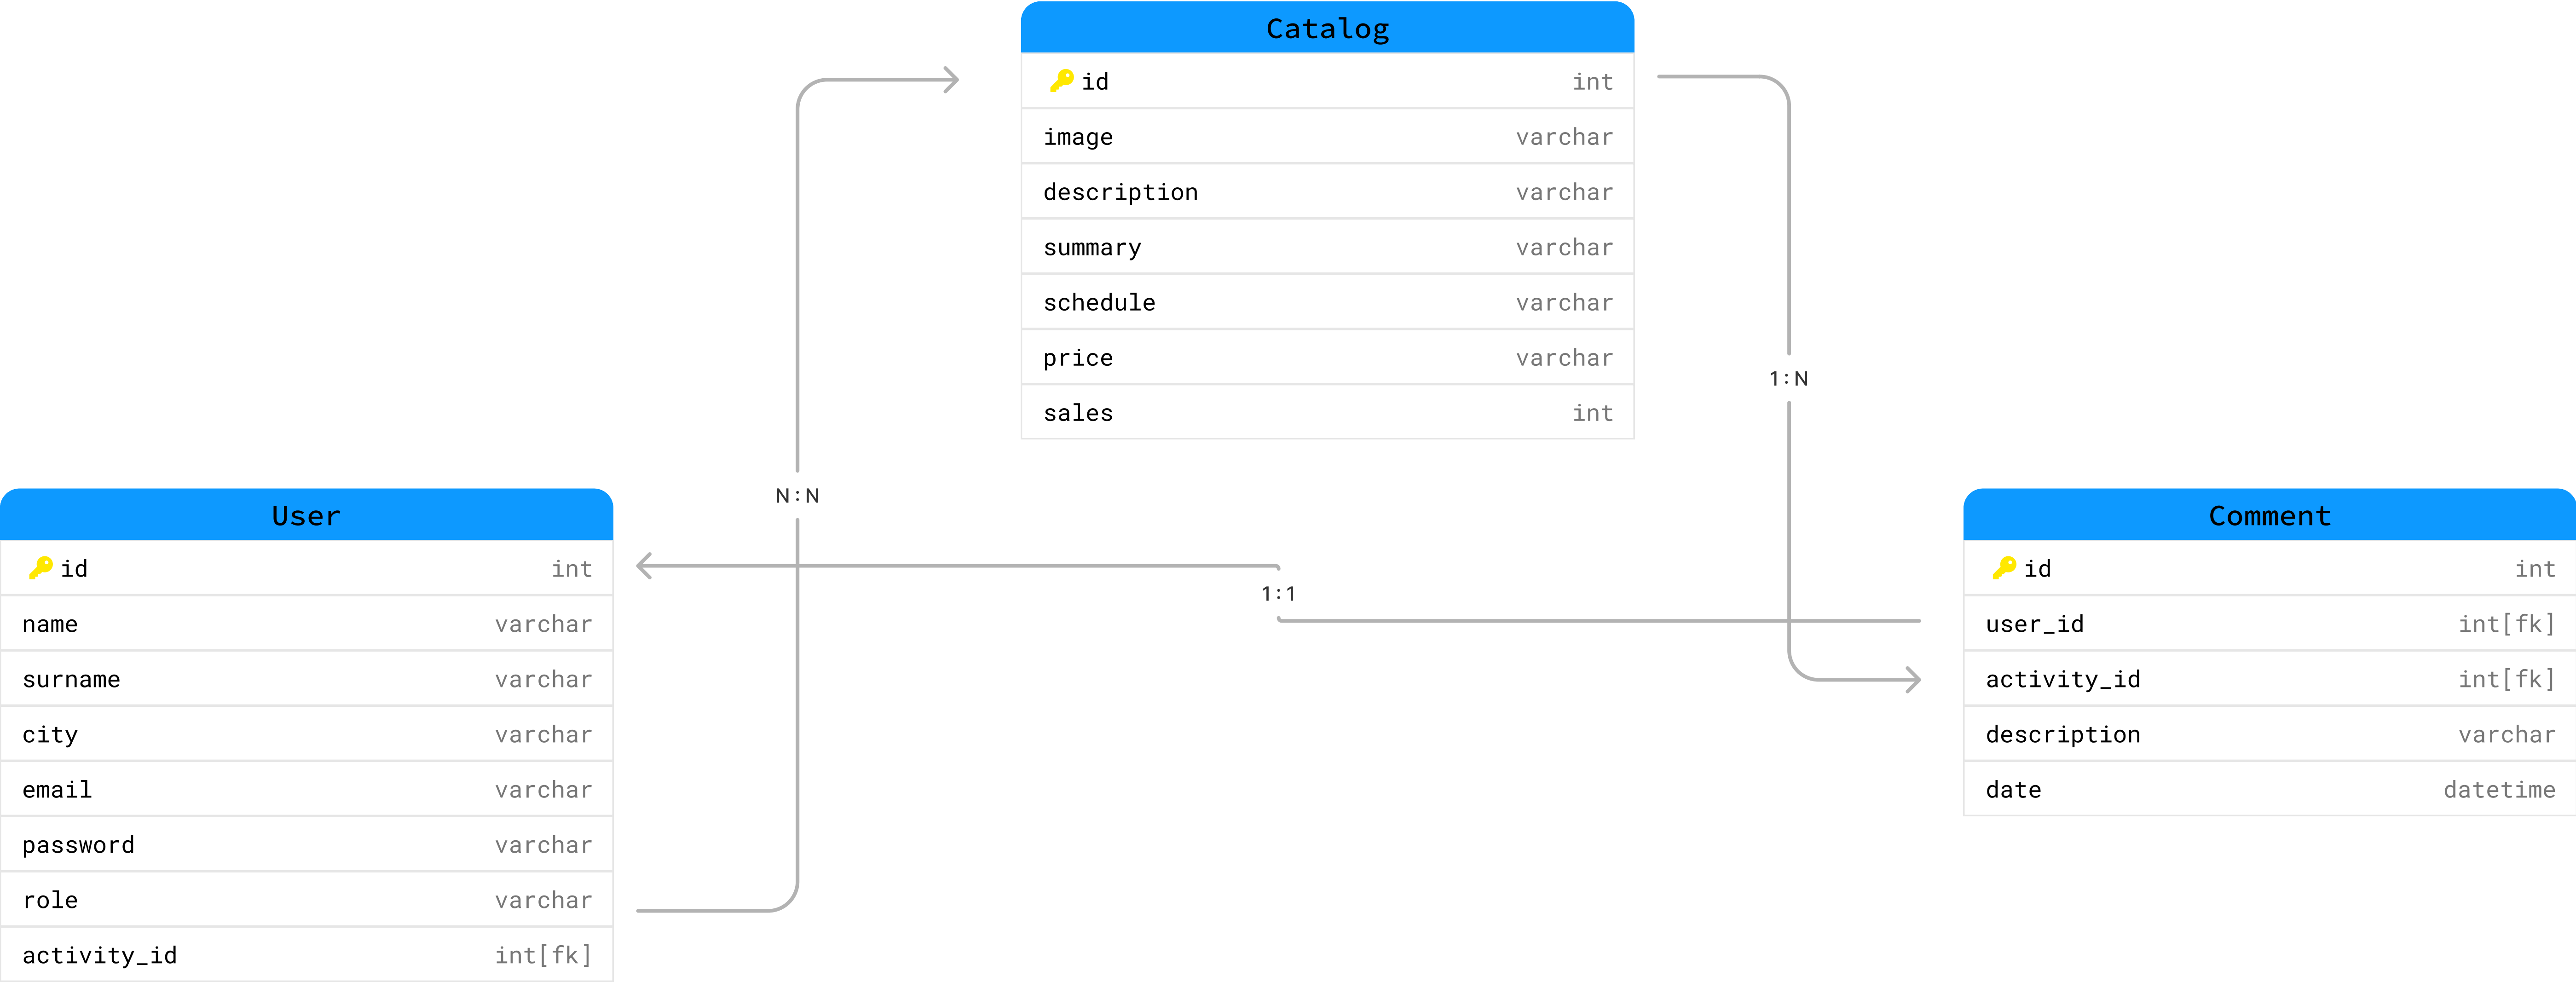 Catalog
id int
image varchar
description varchar
summary varchar
schedule varchar
price varchar
sales int
1:N
N:N
1:1
User
id int
name varchar
surname varchar
city varchar
email varchar
password varchar
role varchar
activity_id int[fk]
Comment
id int
user_id int[fk]
activity_id int[fk]
description varchar
date datetime